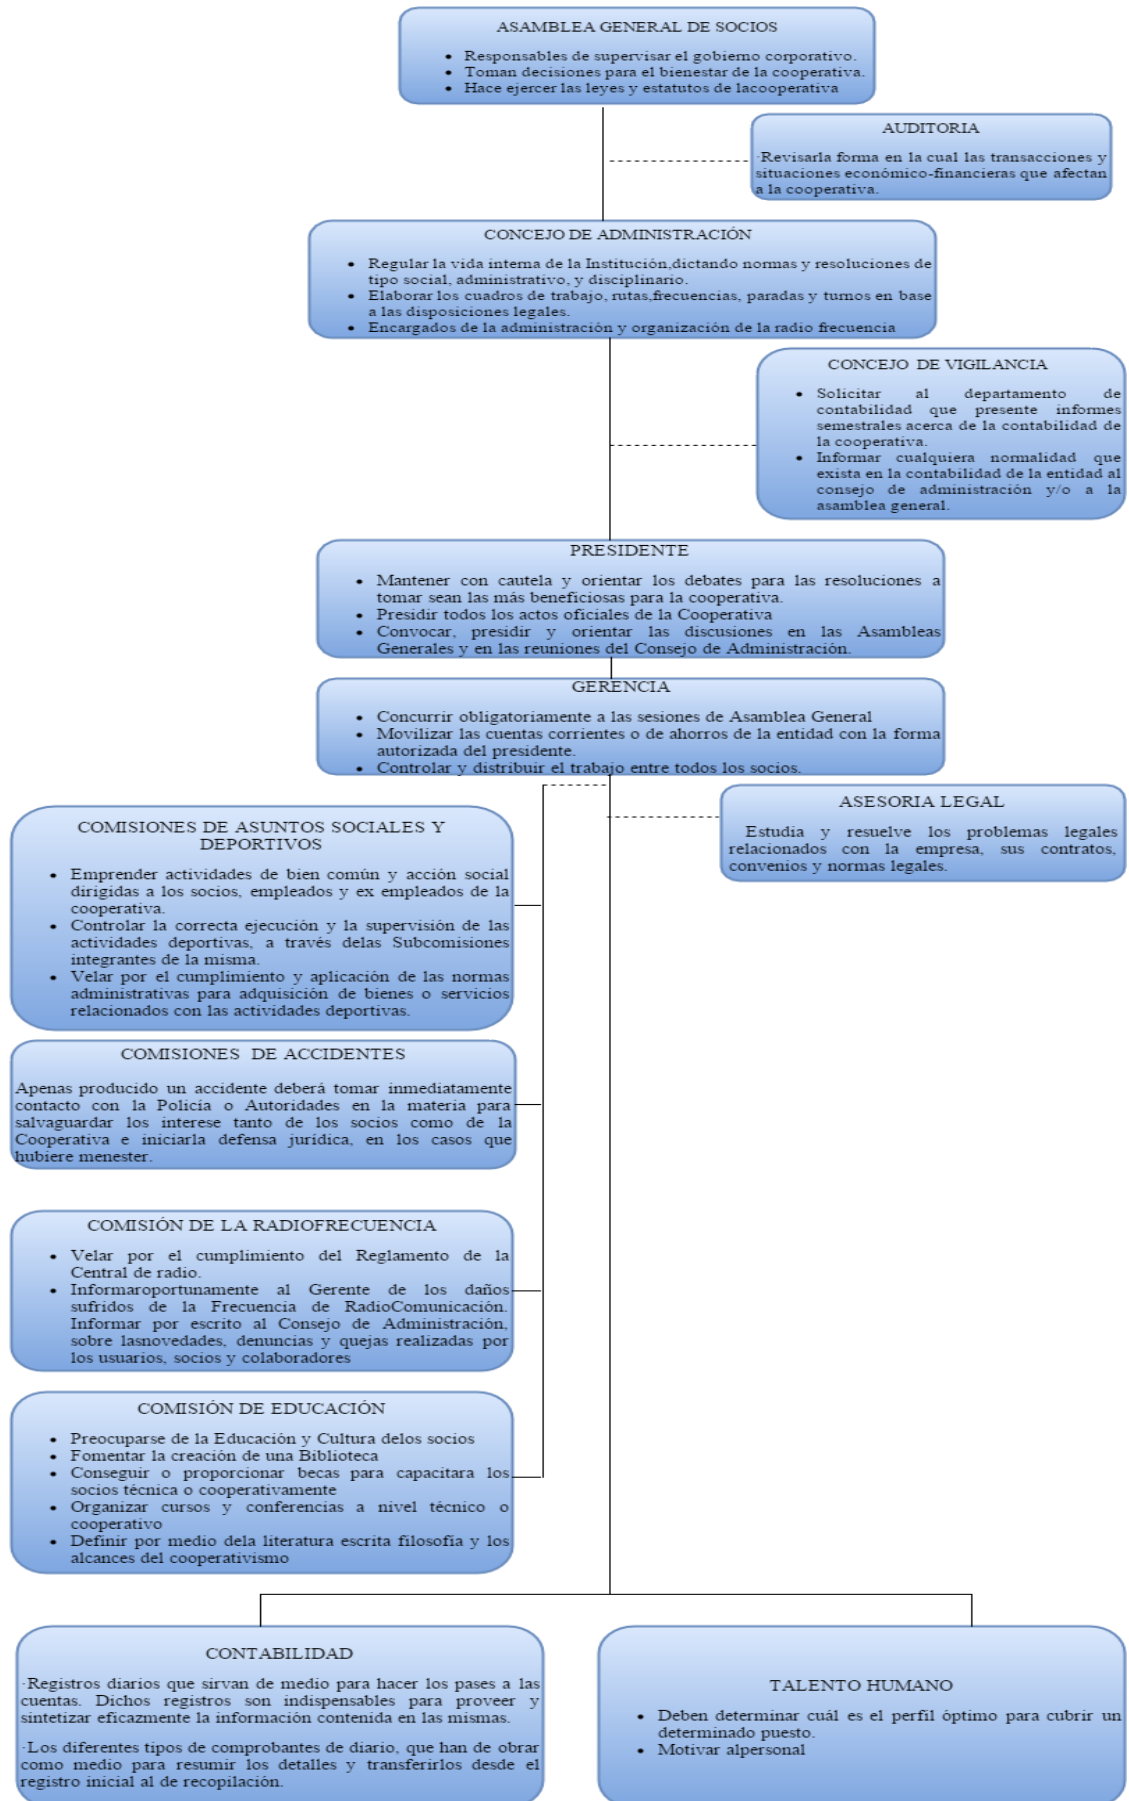 ASAMBLEA GENERAL DE SOCIOS
• Responsables de supervisar el gobierno corporativo.
• Toman decisiones para el bienestar de la cooperativa.
• Hace ejercer las leyes y estatutos de lacooperativa
AUDITORIA
·Revisarla forma en la cual las transacciones y
situaciones económico-financieras que afectan
a la cooperativa.
CONCEJO DE ADMINISTRACIÓN
• Regular la vida interna de la Institución,dictando normas y resoluciones de
tipo social, administrativo, y disciplinario.
• Elaborar los cuadros de trabajo, rutas,frecuencias, paradas y turnos en base
a las disposiciones legales.
• Encargados de la administración y organización de la radio frecuencia
CONCEJO DE VIGILANCIA
• Solicitar al departamento de
contabilidad que presente informes
semestrales acerca de la contabilidad de
la cooperativa.
• Informar cualquiera normalidad que
exista en la contabilidad de la entidad al
consejo de administración y/o a la
asamblea general.
PRESIDENTE
• Mantener con cautela y orientar los debates para las resoluciones a
tomar sean las más beneficiosas para la cooperativa.
• Presidir todos los actos oficiales de la Cooperativa
• Convocar, presidir y orientar las discusiones en las Asambleas
Generales y en las reuniones del Consejo de Administración.
GERENCIA
• Concurrir obligatoriamente a las sesiones de Asamblea General
• Movilizar las cuentas corrientes o de ahorros de la entidad con la forma
autorizada del presidente.
• Controlar y distribuir el trabajo entre todos los socios.
ASESORIA LEGAL
Estudia y resuelve los problemas legales
relacionados con la empresa, sus contratos,
convenios y normas legales.
COMISIONES DE ASUNTOS SOCIALES Y
DEPORTIVOS
• Emprender actividades de bien común y acción social
dirigidas a los socios, empleados y ex empleados de la
cooperativa.
• Controlar la correcta ejecución y la supervisión de las
actividades deportivas, a través delas Subcomisiones
integrantes de la misma.
• Velar por el cumplimiento y aplicación de las normas
administrativas para adquisición de bienes o servicios
relacionados con las actividades deportivas.
COMISIONES DE ACCIDENTES
Apenas producido un accidente deberá tomar inmediatamente
contacto con la Policía o Autoridades en la materia para
salvaguardar los interese tanto de los socios como de la
Cooperativa e iniciarla defensa jurídica, en los casos que
hubiere menester.
COMISIÓN DE LA RADIOFRECUENCIA
• Velar por el cumplimiento del Reglamento de la
Central de radio.
• Informaroportunamente al Gerente de los daños
sufridos de la Frecuencia de RadioComunicación.
Informar por escrito al Consejo de Administración,
sobre lasnovedades, denuncias y quejas realizadas por
los usuarios, socios y colaboradores
COMISIÓN DE EDUCACIÓN
• Preocuparse de la Educación y Cultura delos socios
• Fomentar la creación de una Biblioteca
• Conseguir o proporcionar becas para capacitara los
socios técnica o cooperativamente
• Organizar cursos y conferencias a nivel técnico o
cooperativo
• Definir por medio dela literatura escrita filosofía y los
alcances del cooperativismo
CONTABILIDAD
·Registros diarios que sirvan de medio para hacer los pases a las
cuentas. Dichos registros son indispensables para proveer y
sintetizar eficazmente la información contenida en las mismas.
·Los diferentes tipos de comprobantes de diario, que han de obrar
como medio para resumir los detalles y transferirlos desde el
registro inicial al de recopilación.
TALENTO HUMANO
• Deben determinar cuál es el perfil óptimo para cubrir un
determinado puesto.
• Motivar alpersonal